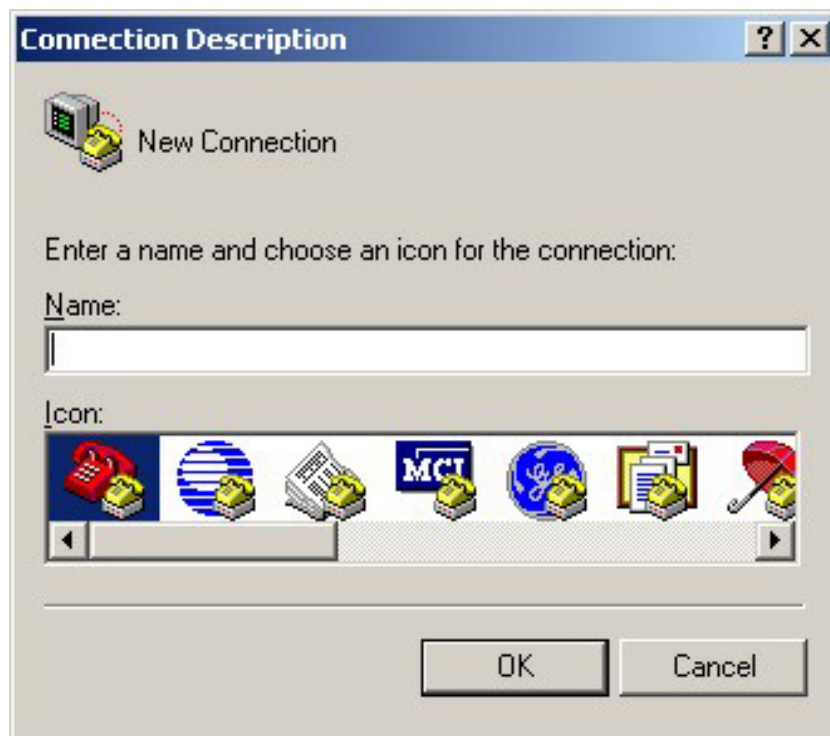 Connection Description
New Connection
Enter a name and choose an icon for the connection:
Name:
Icon:
MCI
OK
Cancel